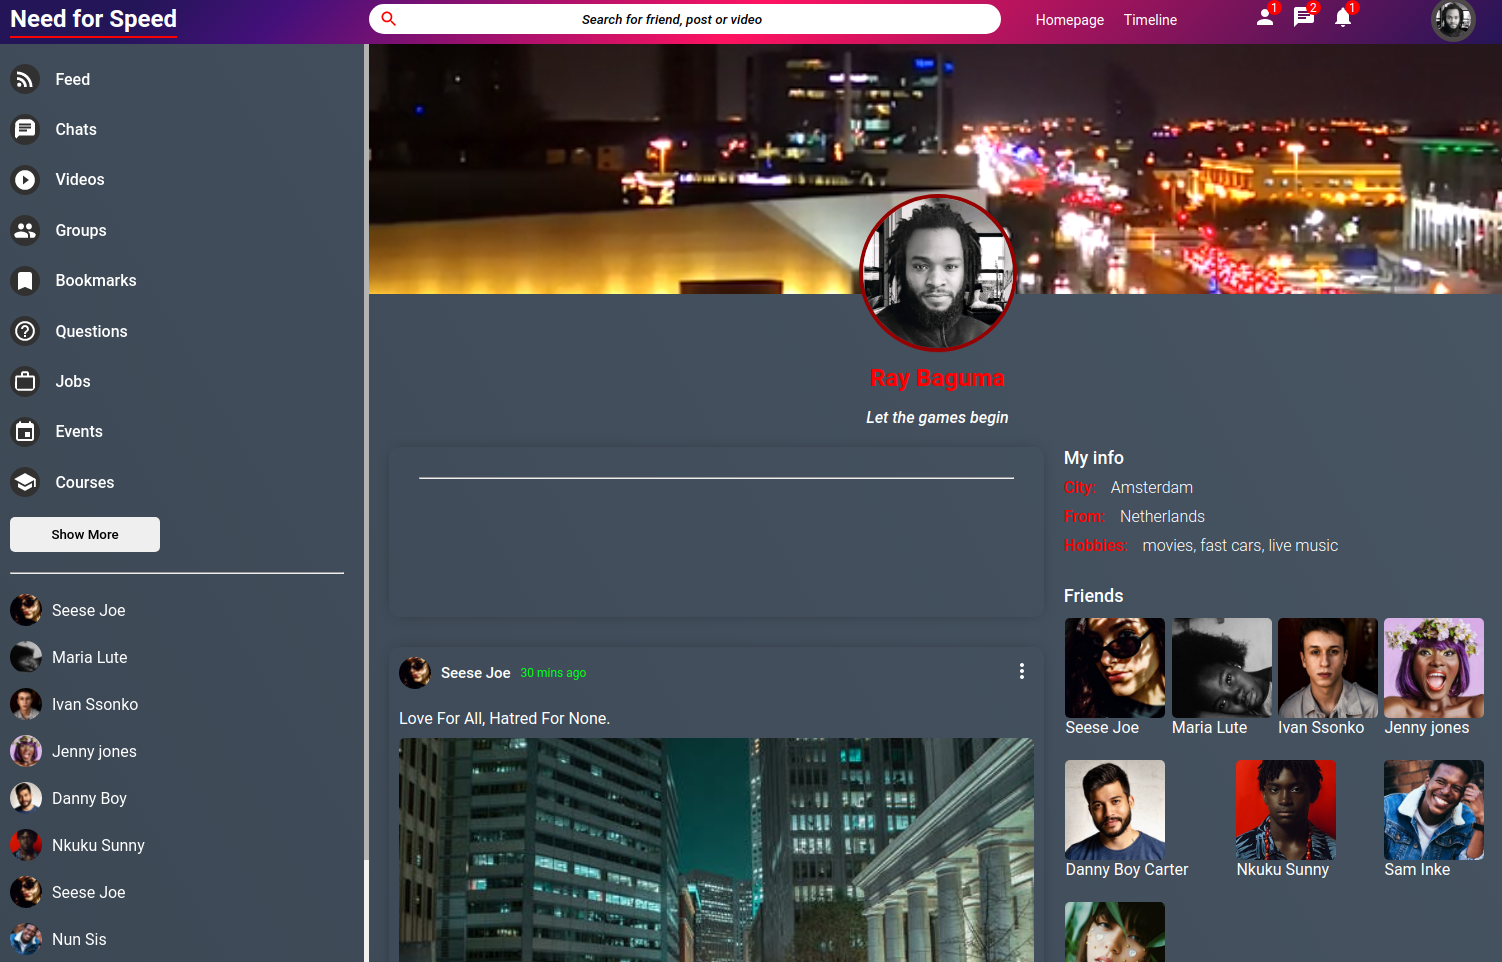 Need for Speed
Search for friend, post or video
Homepage
Timeline
1
2
1
Feed
Chats
Videos
Groups
Bookmarks
Questions
Jobs
Events
Courses
Show More
Seese Joe
Maria Lute
Ivan Ssonko
Jenny jones
Danny Boy
Nkuku Sunny
Seese Joe
Nun Sis
Ray Baguma
Let the games begin
Seese Joe 30 mins ago
Love For All, Hatred For None.
My info
City: Amsterdam
From: Netherlands
Hobbies: movies, fast cars, live music
Friends
Seese Joe
Maria Lute
Ivan Ssonko
Jenny jones
Danny Boy Carter
Nkuku Sunny
Sam Inke